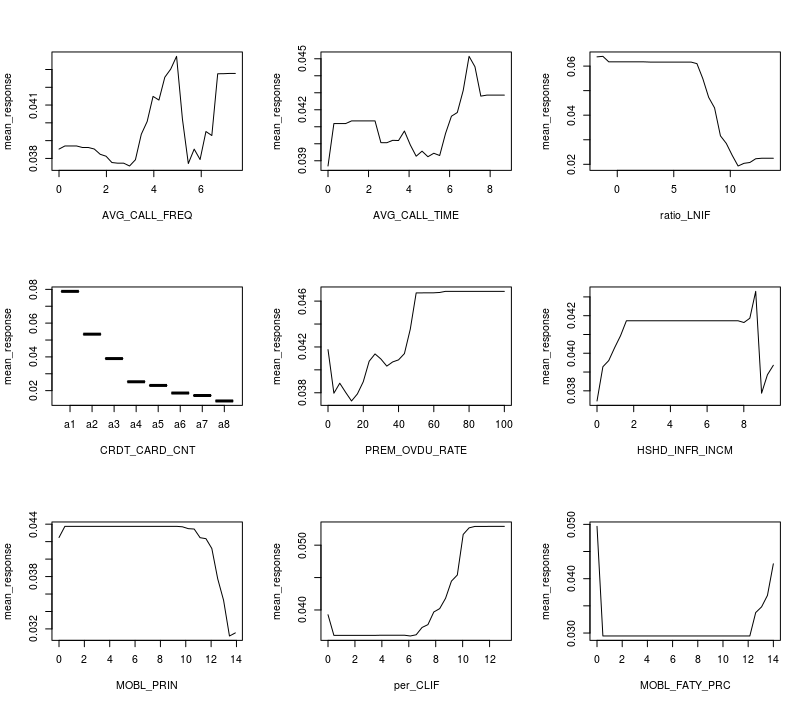 mean_response
0.038 0.041
0 2 4 6
AVG_CALL_FREQ
mean_response
0.039 0.042 0.045
0 2 4 6 8
AVG_CALL_TIME
mean_response
0.02 0.04 0.06
0 5 10
ratio_LNIF
mean_response
0.02 0.04 0.06 0.08
a1 a2 a3 a4 a5 a6 a7 a8
CRDT_CARD_CNT
mean_response
0.038 0.042 0.046
0 20 40 60 80 100
PREM_OVDU_RATE
mean_response
0.038 0.040 0.042
0 2 4 6 8
HSHD_INFR_INCM
mean_response
0.032 0.038 0.044
0 2 4 6 8 10 12 14
MOBL_PRIN
mean_response
0.040 0.050
0 2 4 6 8 10 12
per_CLIF
mean_response
0.030 0.040 0.050
0 2 4 6 8 10 12 14
MOBL_FATY_PRC